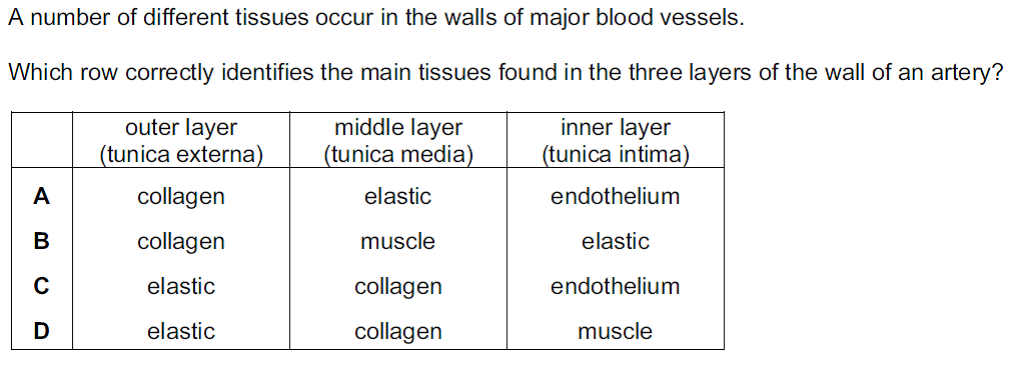 A number of different tissues occur in the walls of major blood vessels.
Which row correctly identifies the main tissues found in the three layers of the wall of an artery?
outer layer (tunica externa) middle layer (tunica media) inner layer (tunica intima)
A collagen elastic endothelium
B collagen muscle elastic
C elastic collagen endothelium
D elastic collagen muscle